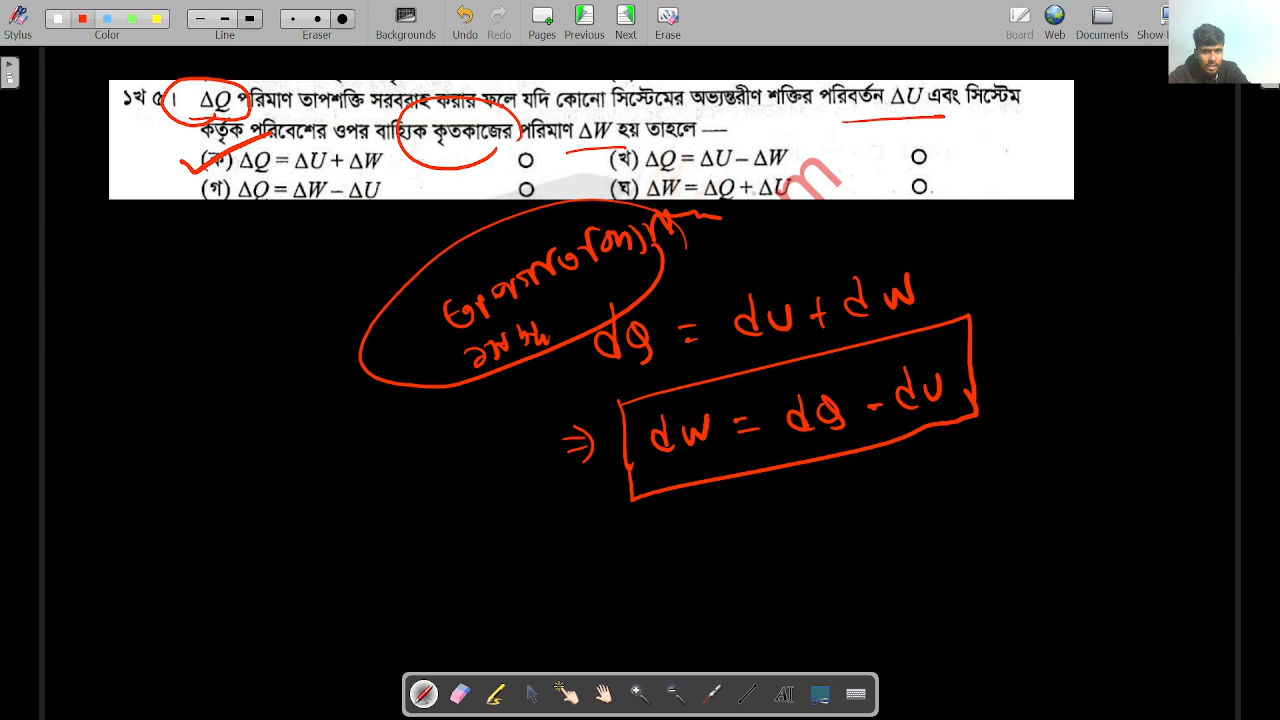 Stylus
Color
Line
Eraser
Backgrounds
Undo
Redo
Pages
Previous
Next
Erase
Board
Web
Documents
Show
১খ ৫। ΔQ পরিমাণ তাপশক্তি সরবরাহ করার ফলে যদি কোনো সিস্টেমের অভ্যন্তরীণ শক্তির পরিবর্তন ΔU এবং সিস্টেম
কর্তৃক পরিবেশের ওপর বাহ্যিক কৃতকাজের পরিমাণ ΔW হয় তাহলে —
(ক) ΔQ = ΔU + ΔW
(খ) ΔQ = ΔU – ΔW
(গ) ΔQ = ΔW – ΔU
(ঘ) ΔW = ΔQ + ΔU
m
dQ = dU + dW
⇒ dW = dQ - dU
AI